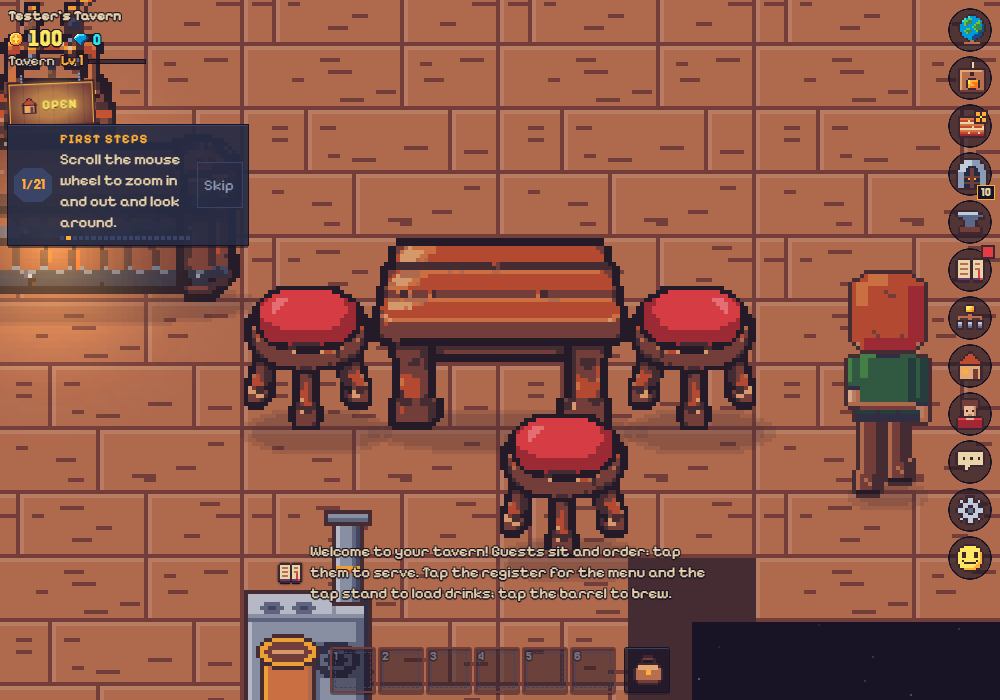 Tester's Tavern
100 0
Tavern Lv.1
OPEN
FIRST STEPS
1/21
Scroll the mouse
wheel to zoom in
and out and look
around.
Skip
10
Welcome to your tavern! Guests sit and order: tap
them to serve. Tap the register for the menu and the
tap stand to load drinks; tap the barrel to brew.
1 2 3 4 5 6